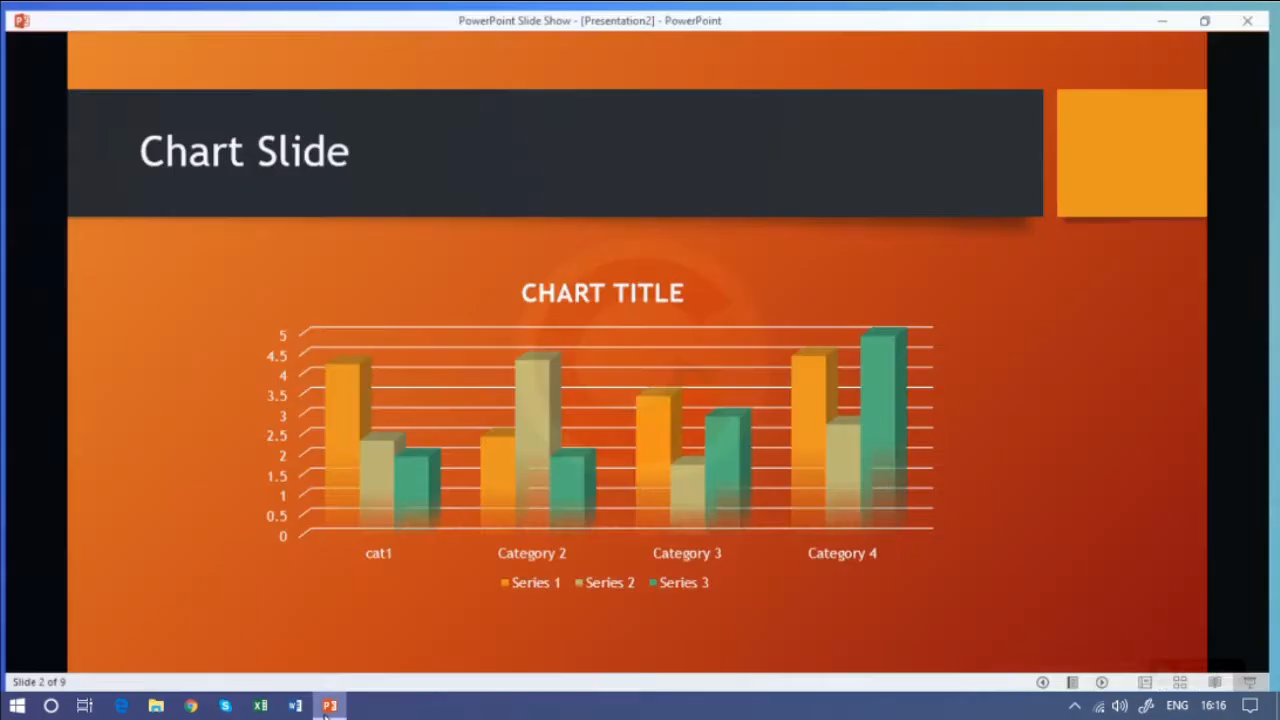 PowerPoint Slide Show - [Presentation2] - PowerPoint
Chart Slide
CHART TITLE
5
4.5
4
3.5
3
2.5
2
1.5
1
0.5
0
cat1 Category 2 Category 3 Category 4
Series 1 Series 2 Series 3
Slide 2 of 9
ENG 16:16